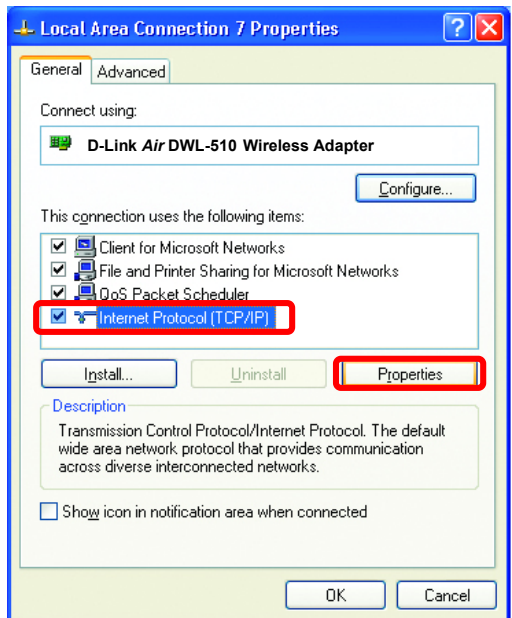 Local Area Connection 7 Properties
General Advanced
Connect using:
D-Link Air DWL-510 Wireless Adapter
Configure...
This connection uses the following items:
Client for Microsoft Networks
File and Printer Sharing for Microsoft Networks
QoS Packet Scheduler
Internet Protocol (TCP/IP)
Install... Uninstall Properties
Description
Transmission Control Protocol/Internet Protocol. The default
wide area network protocol that provides communication
across diverse interconnected networks.
Show icon in notification area when connected
OK Cancel